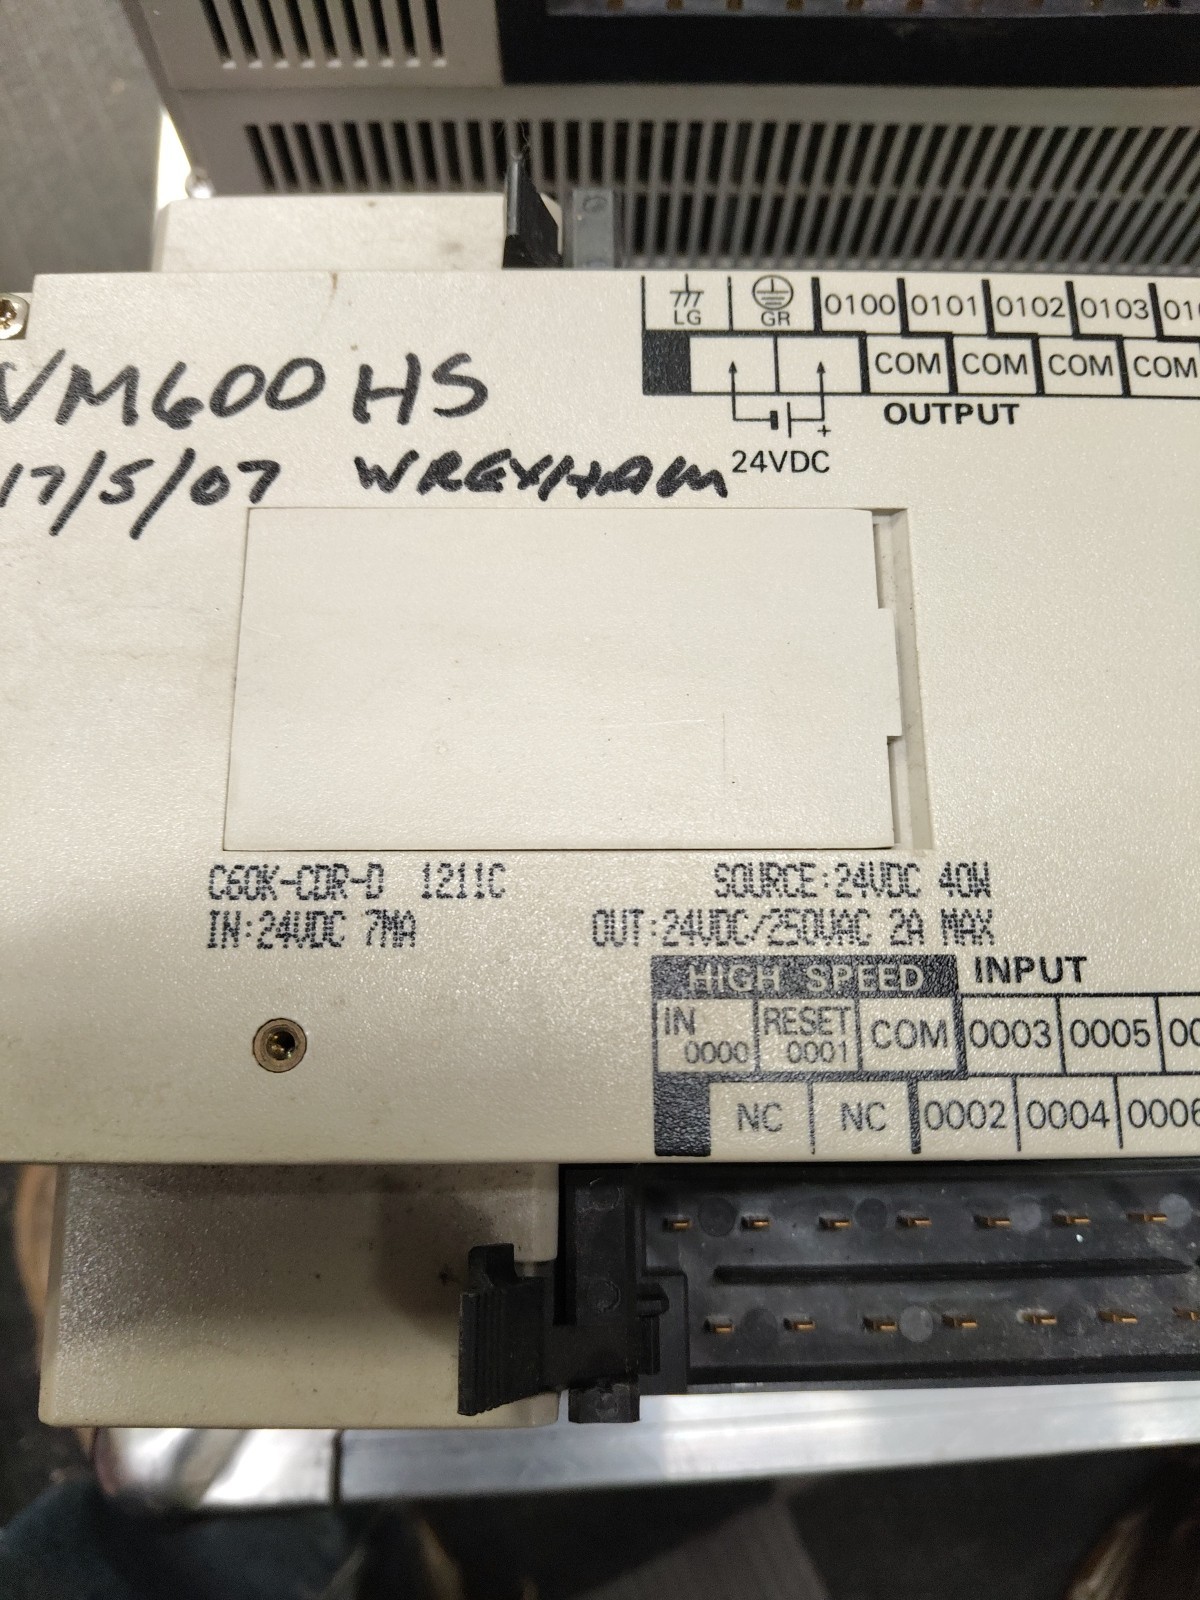 LG GR 0100 0101 0102 0103
COM COM COM COM
OUTPUT
+
24VDC
VM600 HS
17/5/07 WREXHAM
C60K-CDR-D 1211C SOURCE:24VDC 40W
IN:24VDC 7MA OUT:24VDC/250VAC 2A MAX
HIGH SPEED INPUT
IN 0000 RESET 0001 COM 0003 0005
NC NC 0002 0004 0006